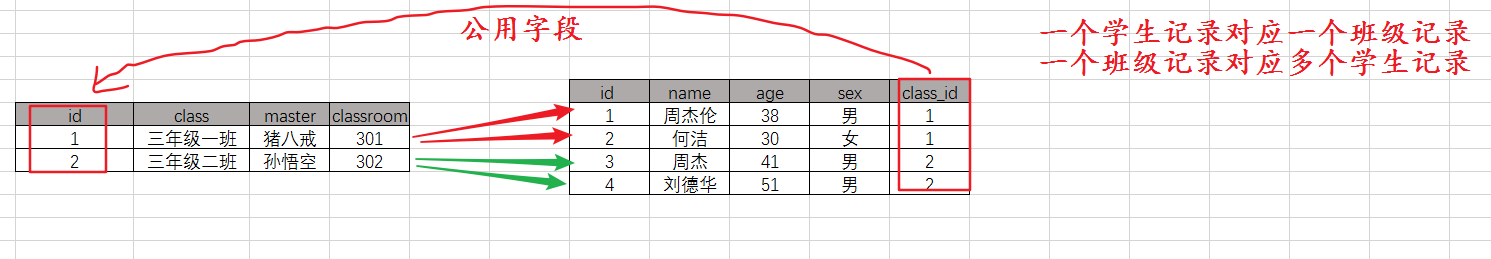 公用字段
一个学生记录对应一个班级记录
一个班级记录对应多个学生记录
id class master classroom
1 三年级一班 猪八戒 301
2 三年级二班 孙悟空 302
id name age sex class_id
1 周杰伦 38 男 1
2 何洁 30 女 1
3 周杰 41 男 2
4 刘德华 51 男 2